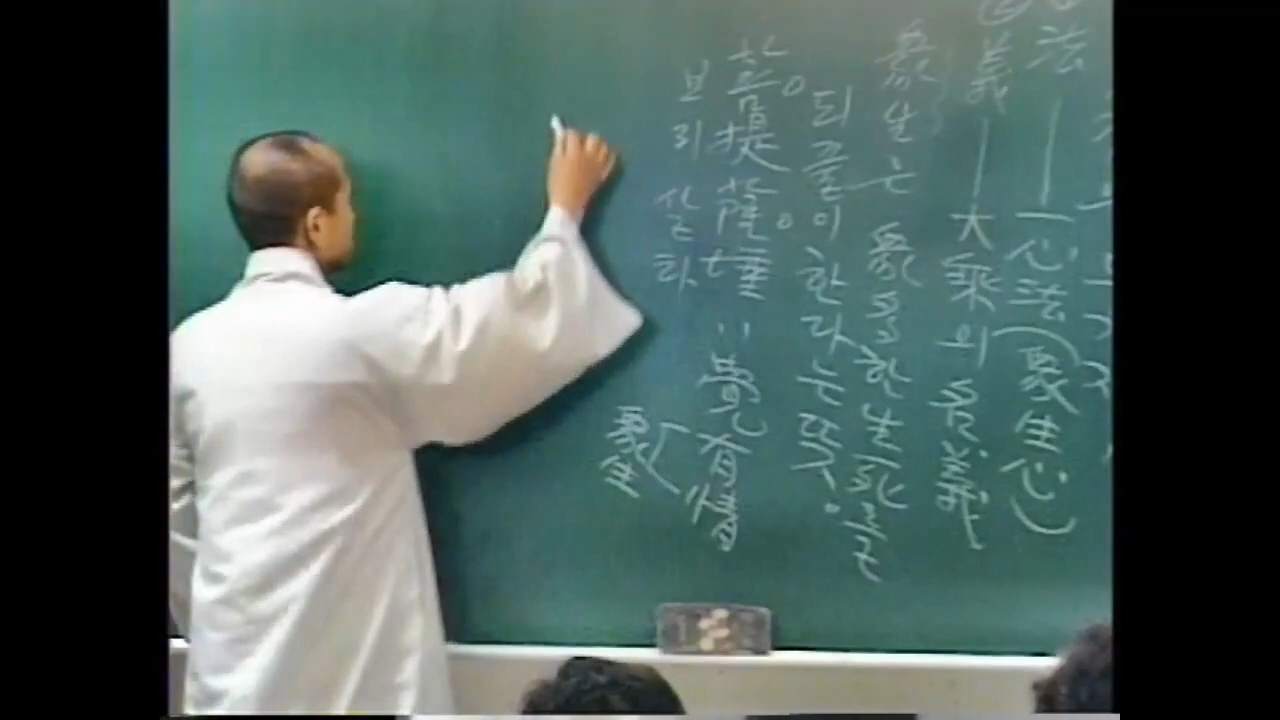 法 — 一心法(衆生心)
義 — 大乘의 名義
衆生은 衆多한 生死를
되풀이한다는 뜻.
菩提薩埵 : 覺有情
보리살타
衆生